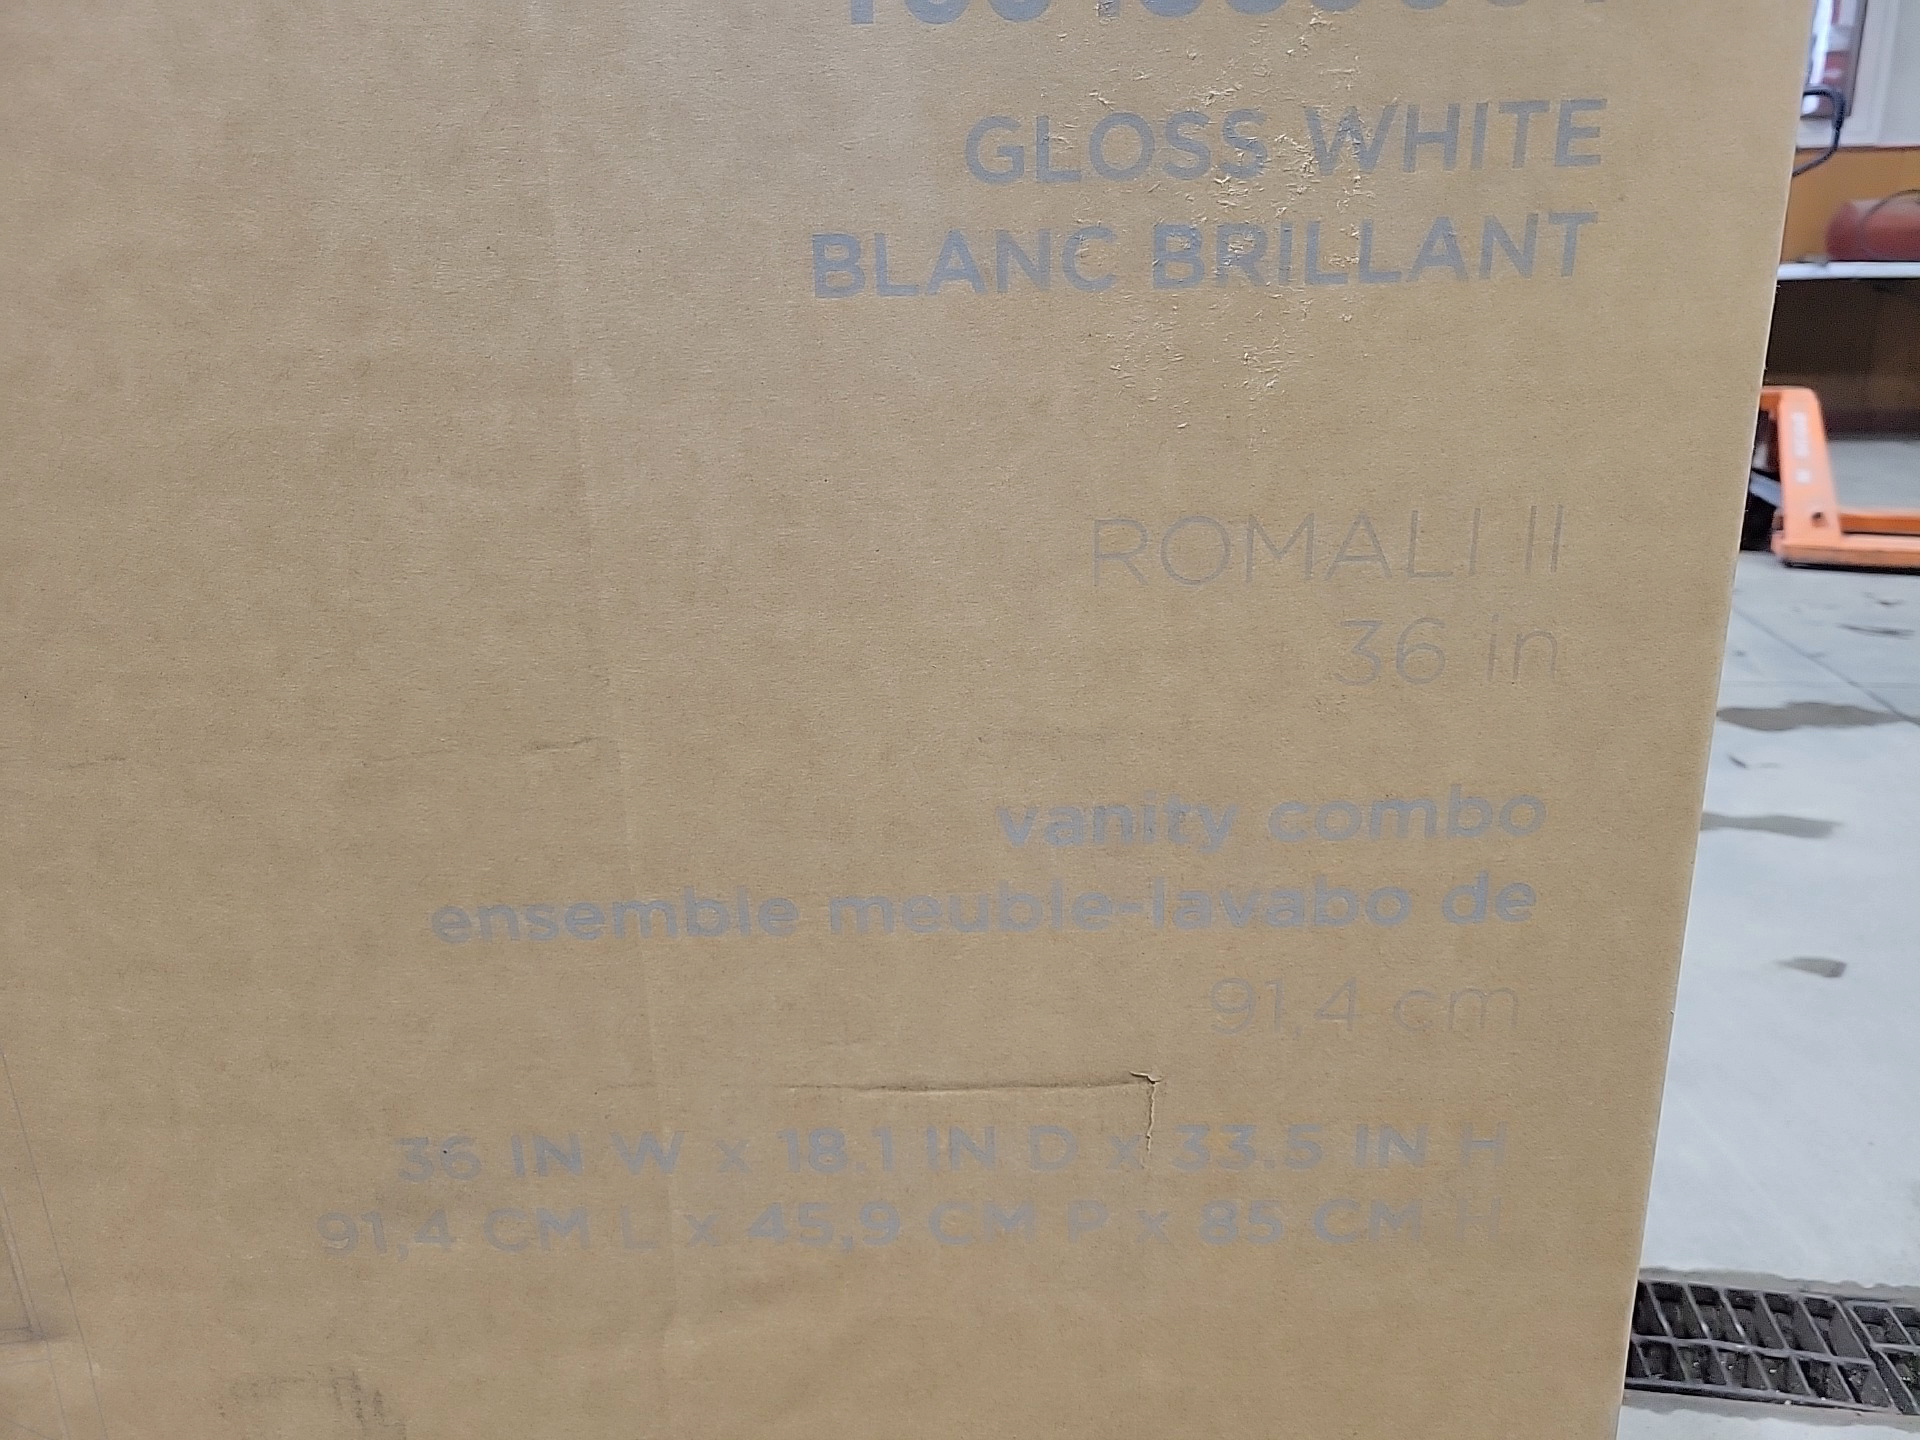 GLOSS WHITE
BLANC BRILLANT
ROMALI II
36 in
vanity combo
ensemble meuble-lavabo de
91,4 cm
36 IN W x 18.1 IN D x 33.5 IN H
91,4 CM L x 45,9 CM P x 85 CM H